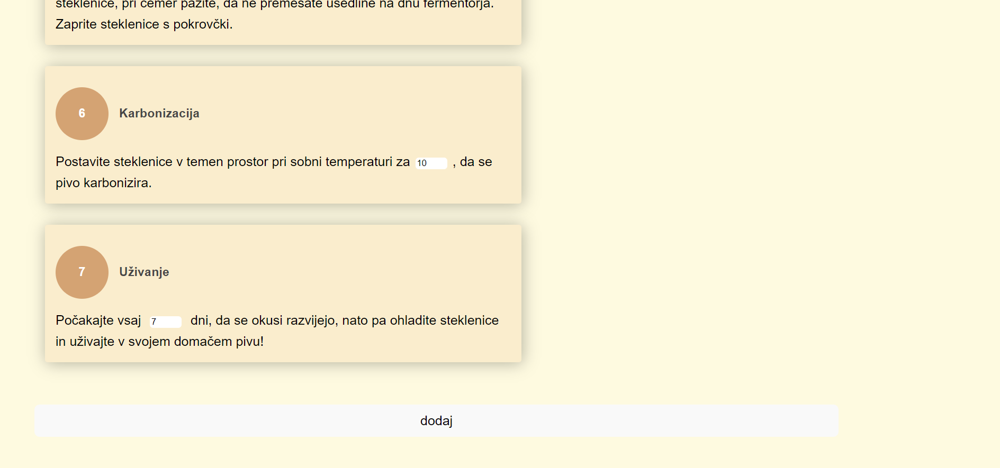 steklenice, pri čemer pazite, da ne premešate usedline na dnu fermentorja.
Zaprite steklenice s pokrovčki.
6
Karbonizacija
Postavite steklenice v temen prostor pri sobni temperaturi za 10 , da se
pivo karbonizira.
7
Uživanje
Počakajte vsaj 7 dni, da se okusi razvijejo, nato pa ohladite steklenice
in uživajte v svojem domačem pivu!
dodaj